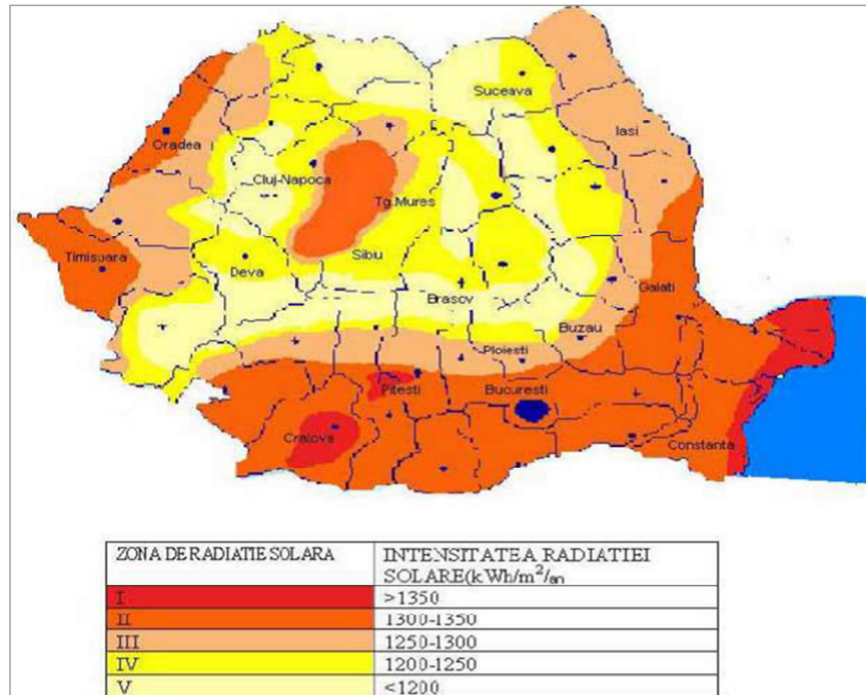 Suceava
Iasi
Oradea
Cluj-Napoca
Tg.Mures
Timisuara
Sibiu
Deva
Galati
Brasov
Buzau
Ploiesti
Pitesti
Bucuresti
Craiova
Constanta
ZONA DE RADIATIE SOLARA
INTENSITATEA RADIATIEI
SOLARE(kWh/m²/an
I
>1350
II
1300-1350
III
1250-1300
IV
1200-1250
V
<1200